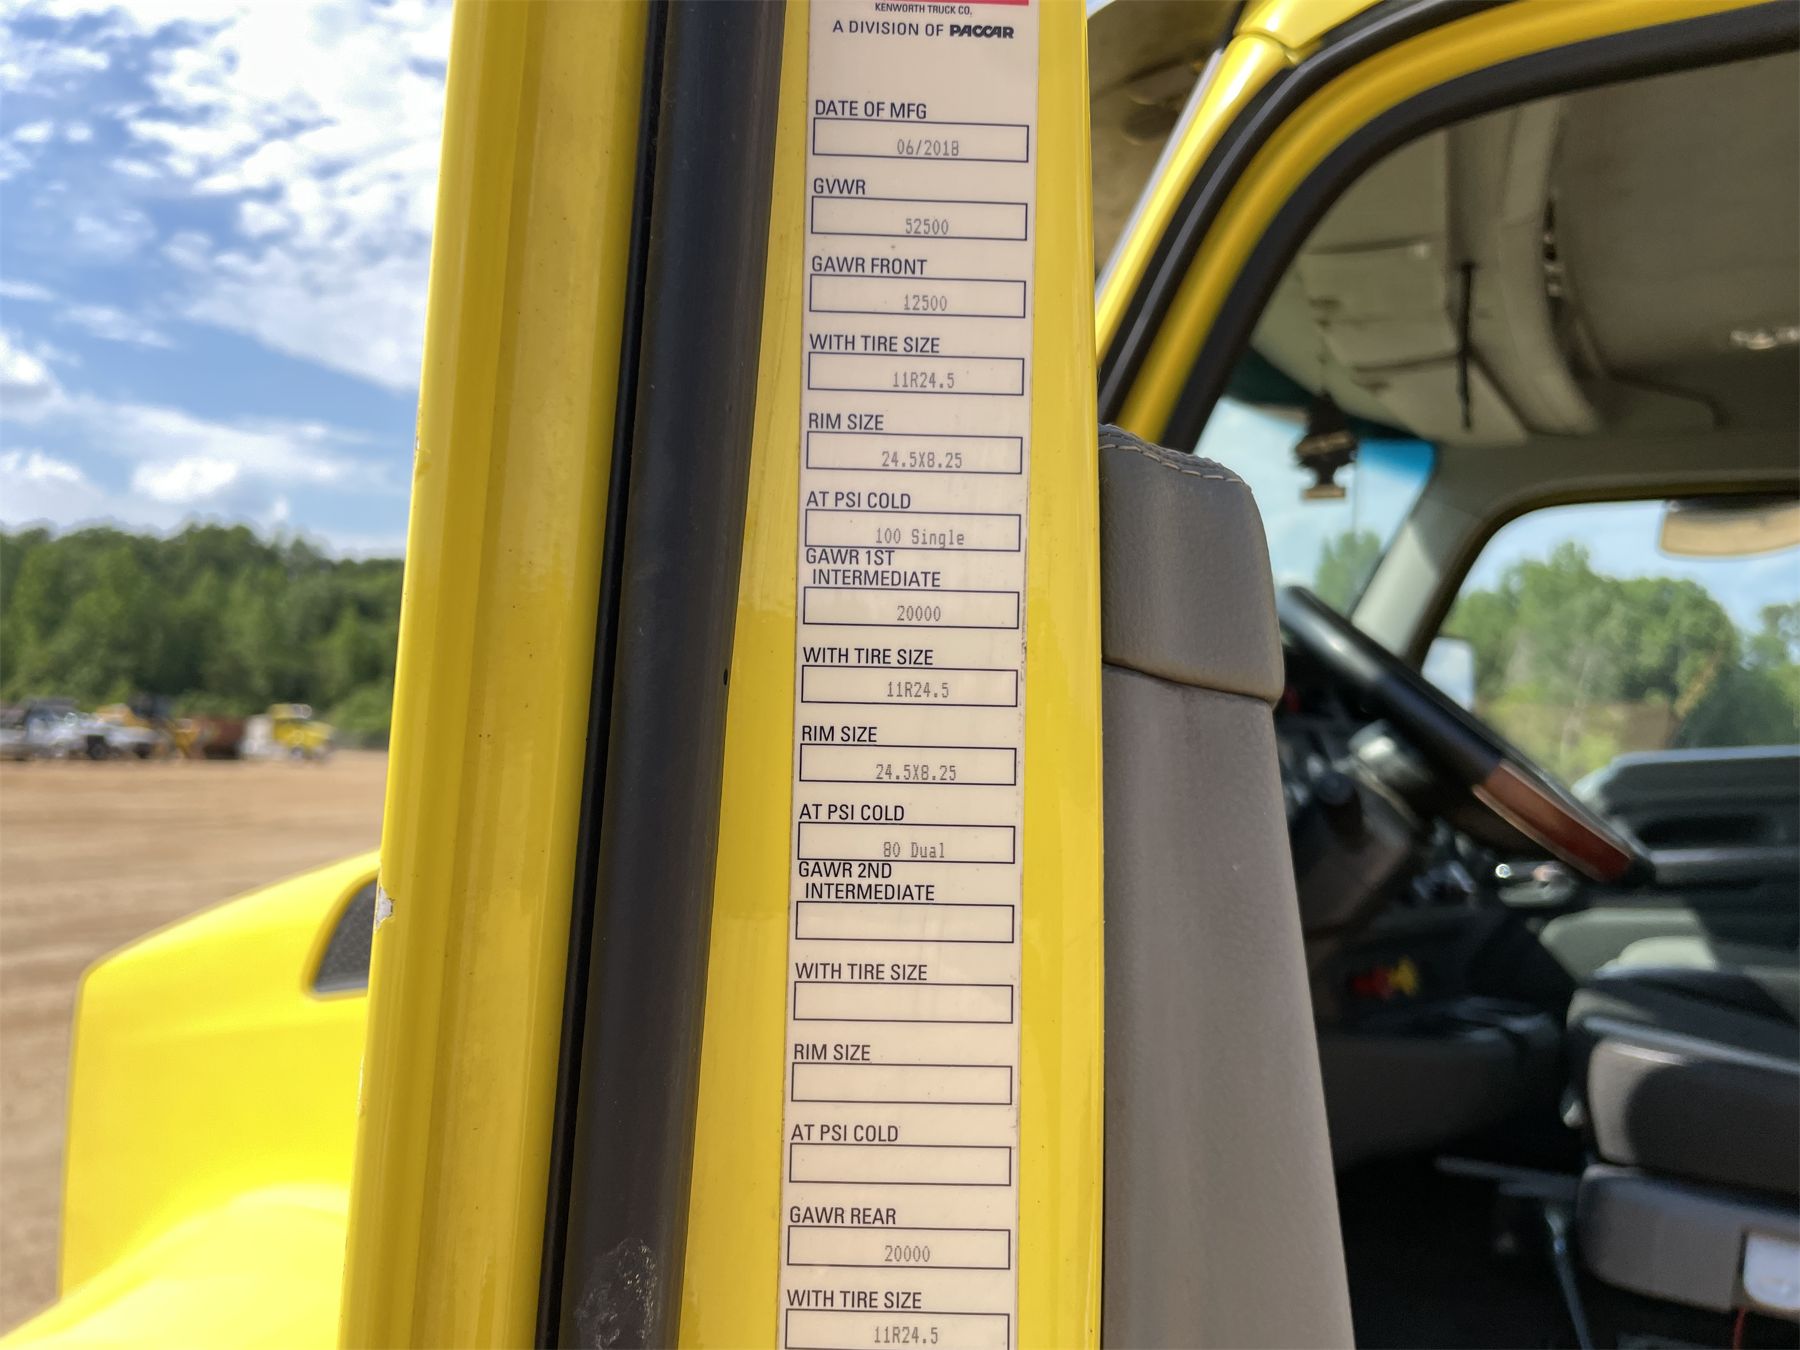 KENWORTH TRUCK CO.
A DIVISION OF PACCAR
DATE OF MFG
06/2018
GVWR
52500
GAWR FRONT
12500
WITH TIRE SIZE
11R24.5
RIM SIZE
24.5X8.25
AT PSI COLD
100 Single
GAWR 1ST
INTERMEDIATE
20000
WITH TIRE SIZE
11R24.5
RIM SIZE
24.5X8.25
AT PSI COLD
80 Dual
GAWR 2ND
INTERMEDIATE
WITH TIRE SIZE
RIM SIZE
AT PSI COLD
GAWR REAR
20000
WITH TIRE SIZE
11R24.5